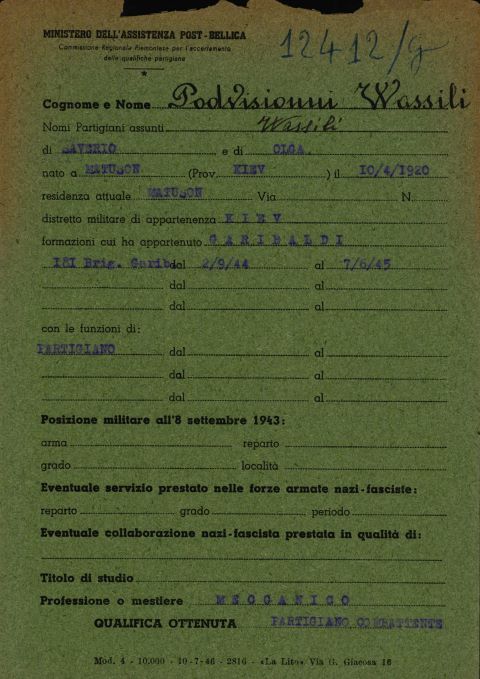 MINISTERO DELL'ASSISTENZA POST-BELLICA
Commissione Regionale Piemontese per l'accertamento
delle qualifiche partigiane
12412/g
Cognome e Nome PodVisionni Wassili
Nomi Partigiani assunti Wassili
di SAVERIO e di OLGA
nato a MATUSON (Prov. KIEV ) il 10/4/1920
residenza attuale MATUSON Via N.
distretto militare di appartenenza KIEV
formazioni cui ha appartenuto GARIBALDI
181 Brig. Garib. dal 2/9/44 al 7/6/45
dal al
dal al
con le funzioni di:
PARTIGIANO dal al
dal al
dal al
Posizione militare all'8 settembre 1943:
arma reparto
grado località
Eventuale servizio prestato nelle forze armate nazi-fasciste:
reparto grado periodo
Eventuale collaborazione nazi-fascista prestata in qualità di:
Titolo di studio
Professione o mestiere MECCANICO
QUALIFICA OTTENUTA PARTIGIANO COMBATTENTE
Mod. 4 - 10.000 - 10-7-46 - 2816 - «La Lito» Via G. Giacosa 16